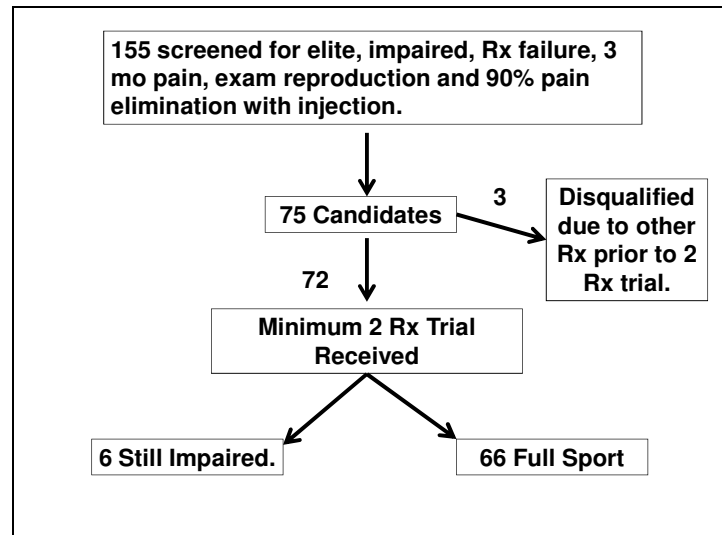 155 screened for elite, impaired, Rx failure, 3
mo pain, exam reproduction and 90% pain
elimination with injection.
75 Candidates
3
Disqualified
due to other
Rx prior to 2
Rx trial.
72
Minimum 2 Rx Trial
Received
6 Still Impaired.
66 Full Sport